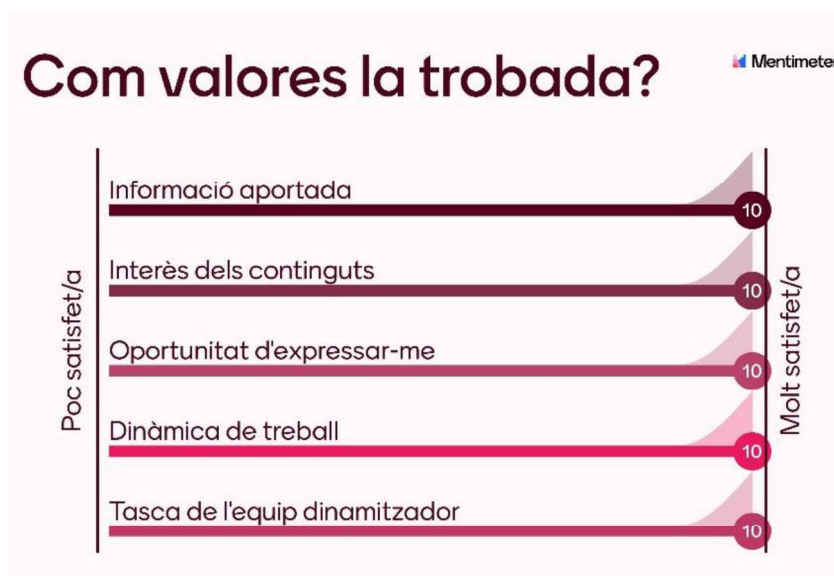 Com valores la trobada?
Mentimeter
Informació aportada
10
Interès dels continguts
10
Oportunitat d'expressar-me
10
Dinàmica de treball
10
Tasca de l'equip dinamitzador
10
Poc satisfet/a
Molt satisfet/a